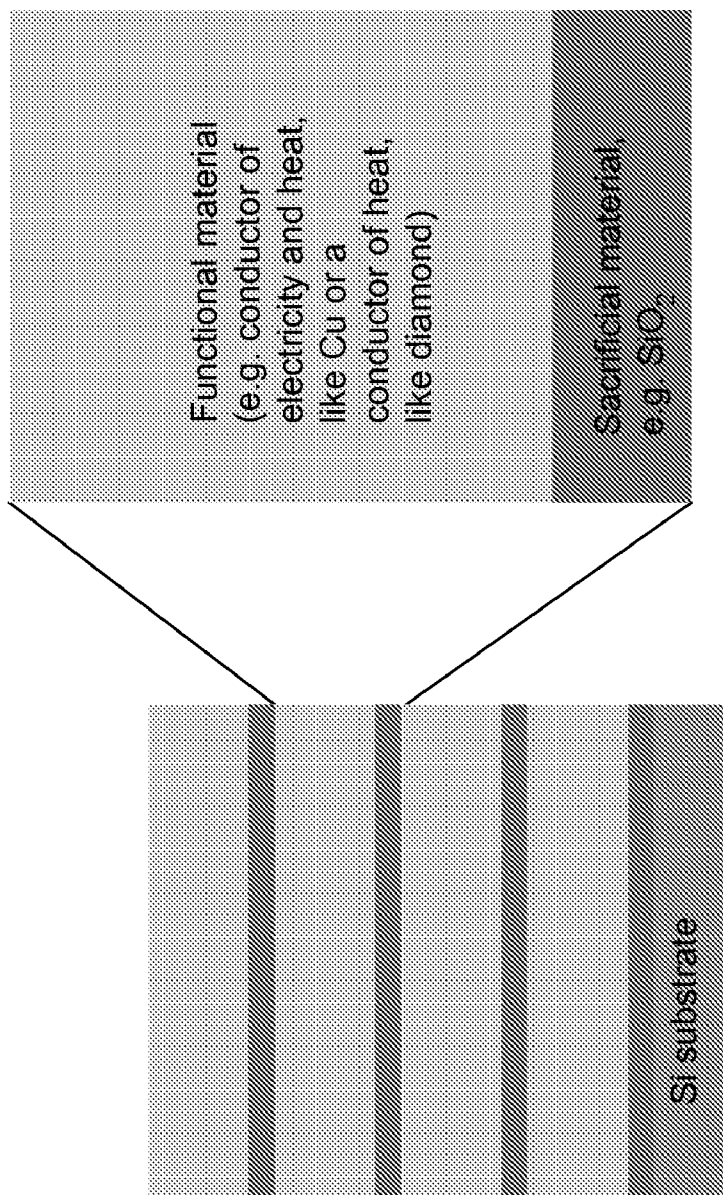 Functional material
(e.g. conductor of
electricity and heat,
like Cu or a
conductor of heat,
like diamond)
Sacrificial material,
e.g. SiO₂
Si substrate